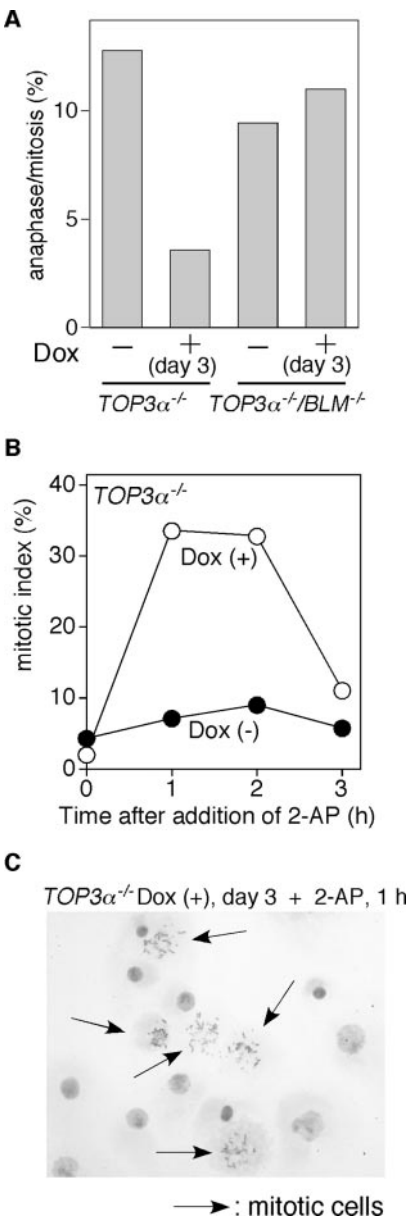 A
anaphase/mitosis (%)
10
5
0
Dox − + − +
(day 3) (day 3)
TOP3α-/- TOP3α-/-/BLM-/-
B
TOP3α-/-
mitotic index (%)
40
30
20
10
0
Dox (+)
Dox (-)
0 1 2 3
Time after addition of 2-AP (h)
C
TOP3α-/- Dox (+), day 3 + 2-AP, 1 h
: mitotic cells